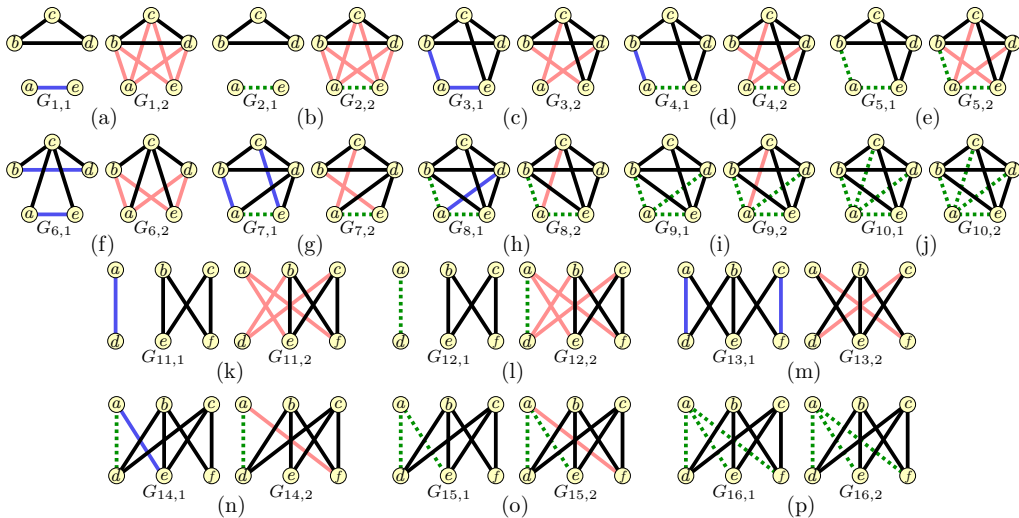 c c c c c c c c c c
b d b d b d b d b d b d b d b d b d b d
a e a e a e a e a e a e a e a e a e a e
G1,1 G1,2 G2,1 G2,2 G3,1 G3,2 G4,1 G4,2 G5,1 G5,2
(a) (b) (c) (d) (e)
c c c c c c c c c c
b d b d b d b d b d b d b d b d b d b d
a e a e a e a e a e a e a e a e a e a e
G6,1 G6,2 G7,1 G7,2 G8,1 G8,2 G9,1 G9,2 G10,1 G10,2
(f) (g) (h) (i) (j)
a b c a b c a b c a b c a b c a b c
d e f d e f d e f d e f d e f d e f
G11,1 G11,2 G12,1 G12,2 G13,1 G13,2
(k) (l) (m)
a b c a b c a b c a b c a b c a b c
d e f d e f d e f d e f d e f d e f
G14,1 G14,2 G15,1 G15,2 G16,1 G16,2
(n) (o) (p)